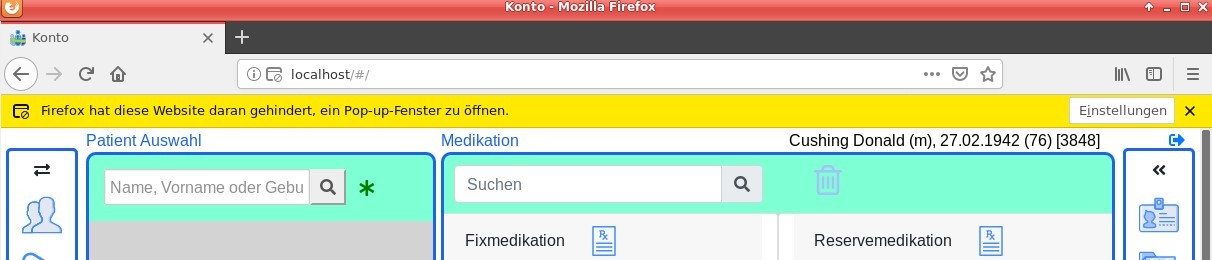 Konto - Mozilla Firefox
Konto
localhost/#/
Firefox hat diese Website daran gehindert, ein Pop-up-Fenster zu öffnen.
Einstellungen
Patient Auswahl
Medikation
Cushing Donald (m), 27.02.1942 (76) [3848]
Name, Vorname oder Gebu
Suchen
Fixmedikation
Reservemedikation